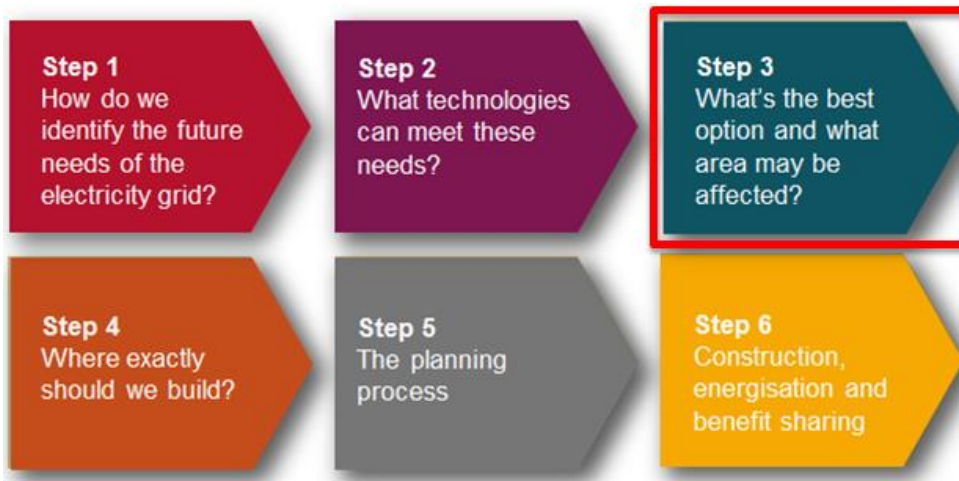 Step 1
How do we
identify the future
needs of the
electricity grid?
Step 2
What technologies
can meet these
needs?
Step 3
What's the best
option and what
area may be
affected?
Step 4
Where exactly
should we build?
Step 5
The planning
process
Step 6
Construction,
energisation and
benefit sharing